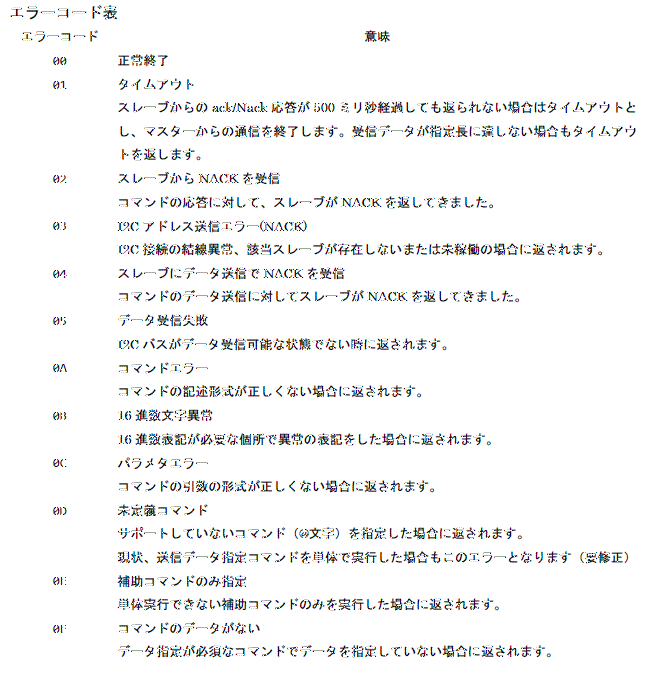 エラーコード表
エラーコード 意味
00 正常終了
01 タイムアウト
スレーブからの ack/Nack 応答が 500 ミリ秒経過しても返られない場合はタイムアウトと
し、マスターからの通信を終了します。受信データが指定長に達しない場合もタイムアウ
トを返します。
02 スレーブから NACK を受信
コマンドの応答に対して、スレーブが NACK を返してきました。
03 I2C アドレス送信エラー(NACK)
I2C 接続の結線異常、該当スレーブが存在しないまたは未稼働の場合に返されます。
04 スレーブにデータ送信で NACK を受信
コマンドのデータ送信に対してスレーブが NACK を返してきました。
05 データ受信失敗
I2C バスがデータ受信可能な状態でない時に返されます。
0A コマンドエラー
コマンドの記述形式が正しくない場合に返されます。
0B 16 進数文字異常
16 進数表記が必要な個所で異常の表記をした場合に返されます。
0C パラメタエラー
コマンドの引数の形式が正しくない場合に返されます。
0D 未定義コマンド
サポートしていないコマンド（@文字）を指定した場合に返されます。
現状、送信データ指定コマンドを単体で実行した場合もこのエラーとなります（要修正）
0E 補助コマンドのみ指定
単体実行できない補助コマンドのみを実行した場合に返されます。
0F コマンドのデータがない
データ指定が必須なコマンドでデータを指定していない場合に返されます。